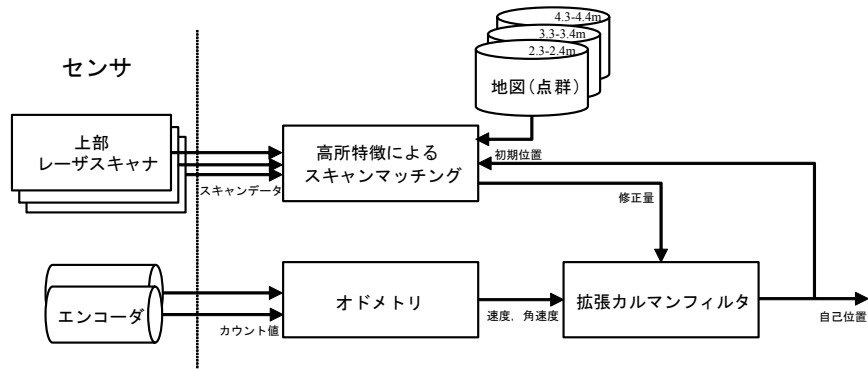 4.3-4.4m
3.3-3.4m
2.3-2.4m
地図(点群)
センサ
上部
レーザスキャナ
高所特徴による
スキャンマッチング
初期位置
スキャンデータ
修正量
エンコーダ
オドメトリ
拡張カルマンフィルタ
カウント値
速度，角速度
自己位置